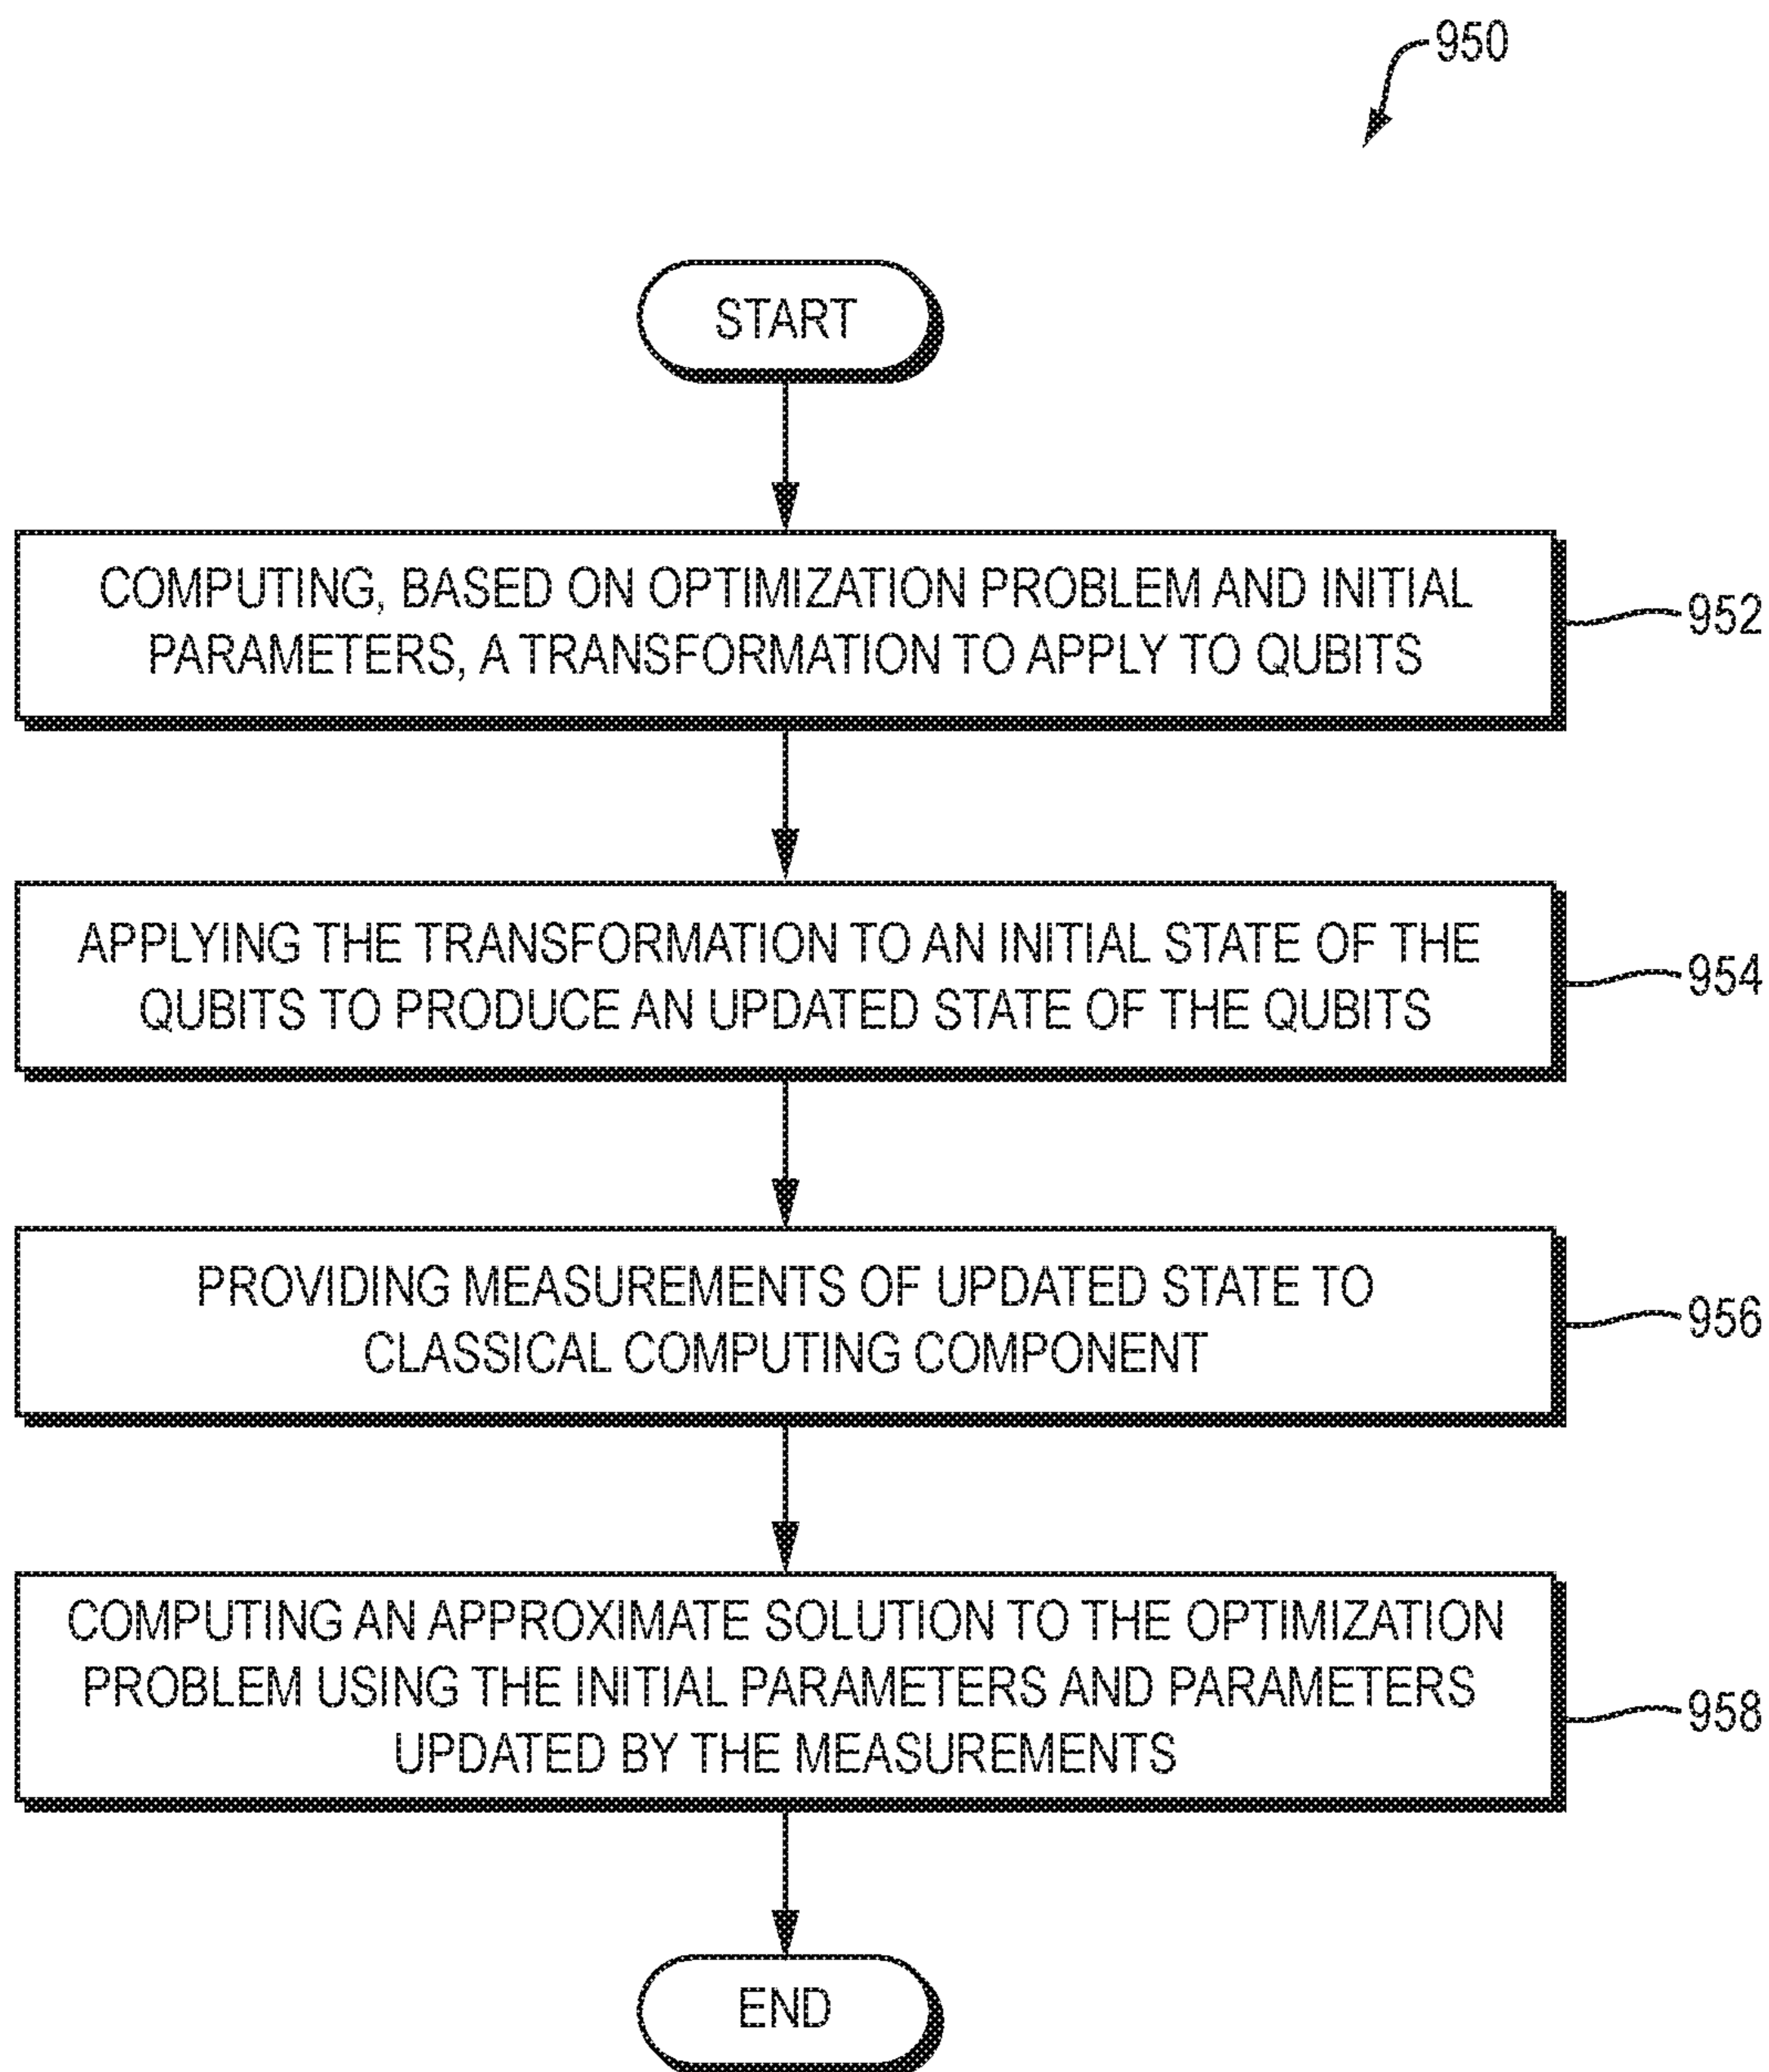 950
START
COMPUTING, BASED ON OPTIMIZATION PROBLEM AND INITIAL
PARAMETERS, A TRANSFORMATION TO APPLY TO QUBITS
952
APPLYING THE TRANSFORMATION TO AN INITIAL STATE OF THE
QUBITS TO PRODUCE AN UPDATED STATE OF THE QUBITS
954
PROVIDING MEASUREMENTS OF UPDATED STATE TO
CLASSICAL COMPUTING COMPONENT
956
COMPUTING AN APPROXIMATE SOLUTION TO THE OPTIMIZATION
PROBLEM USING THE INITIAL PARAMETERS AND PARAMETERS
UPDATED BY THE MEASUREMENTS
958
END